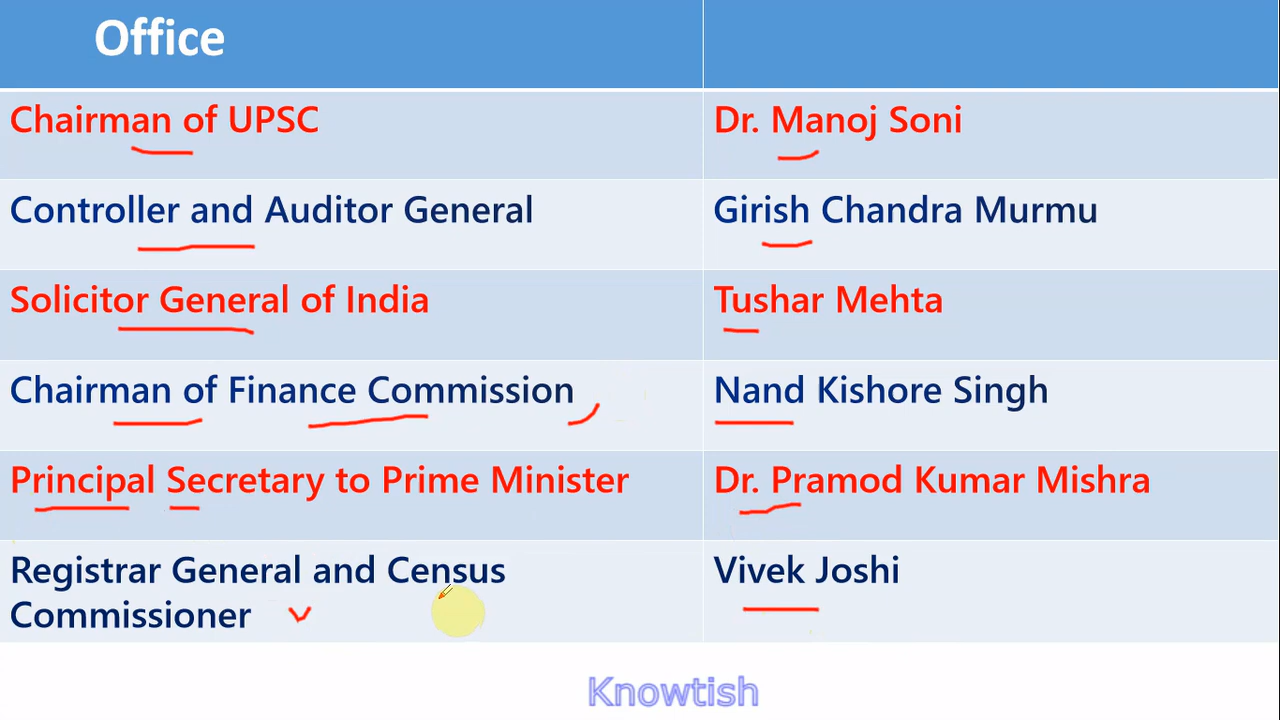 Office
Chairman of UPSC Dr. Manoj Soni
Controller and Auditor General Girish Chandra Murmu
Solicitor General of India Tushar Mehta
Chairman of Finance Commission Nand Kishore Singh
Principal Secretary to Prime Minister Dr. Pramod Kumar Mishra
Registrar General and Census Vivek Joshi
Commissioner
Knowtish